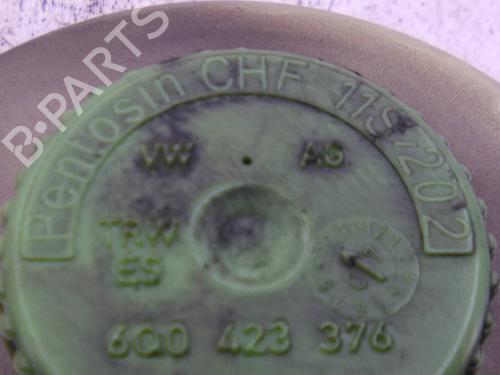 B-PARTS
Pentosin CHF 11S/202
VW AG
TRW
ES
6Q0 423 376